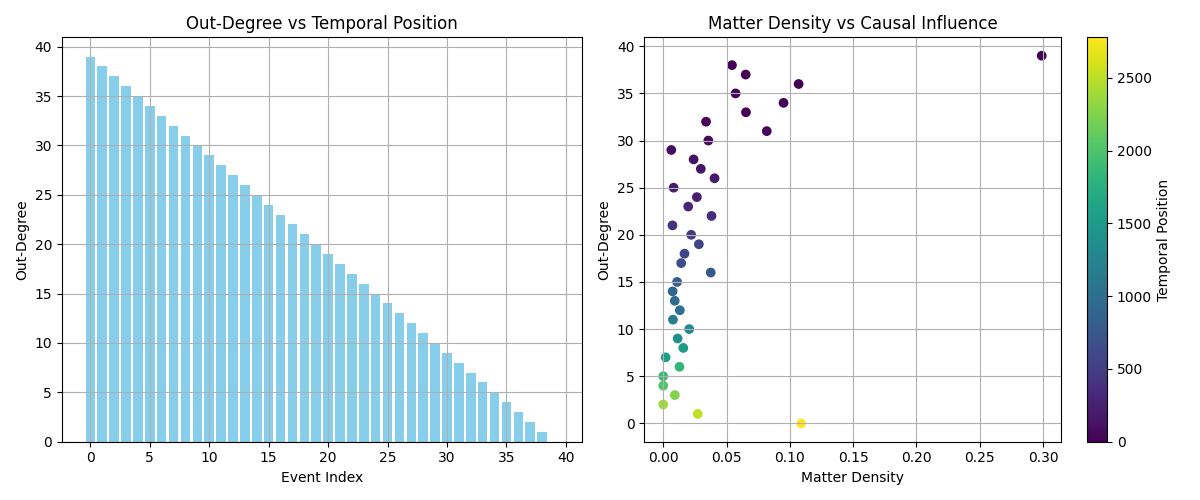 Out-Degree vs Temporal Position
Out-Degree
40
35
30
25
20
15
10
5
0
0 5 10 15 20 25 30 35 40
Event Index
Matter Density vs Causal Influence
Out-Degree
40
35
30
25
20
15
10
5
0
0.00 0.05 0.10 0.15 0.20 0.25 0.30
Matter Density
2500
2000
1500
1000
500
0
Temporal Position